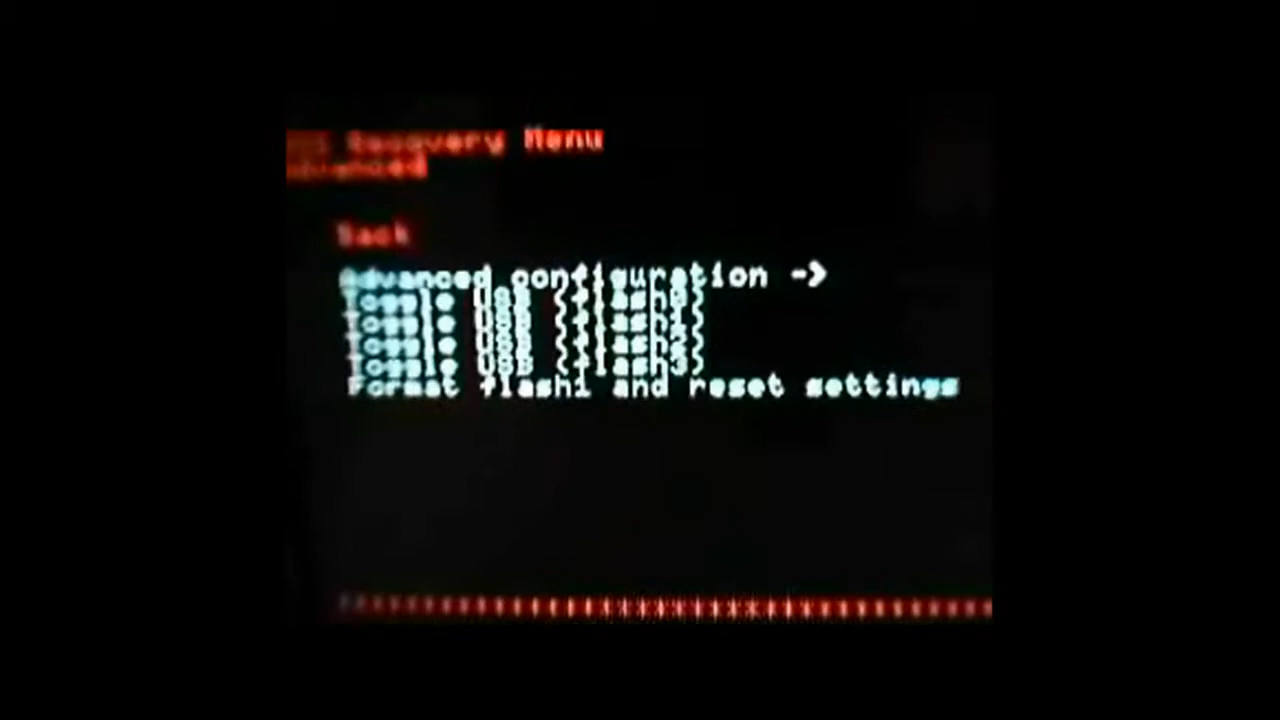 Recovery Menu
Advanced
Back
Advanced configuration ->
Toggle USB (flash0)
Toggle USB (flash1)
Toggle USB (flash2)
Toggle USB (flash3)
Format flash1 and reset settings